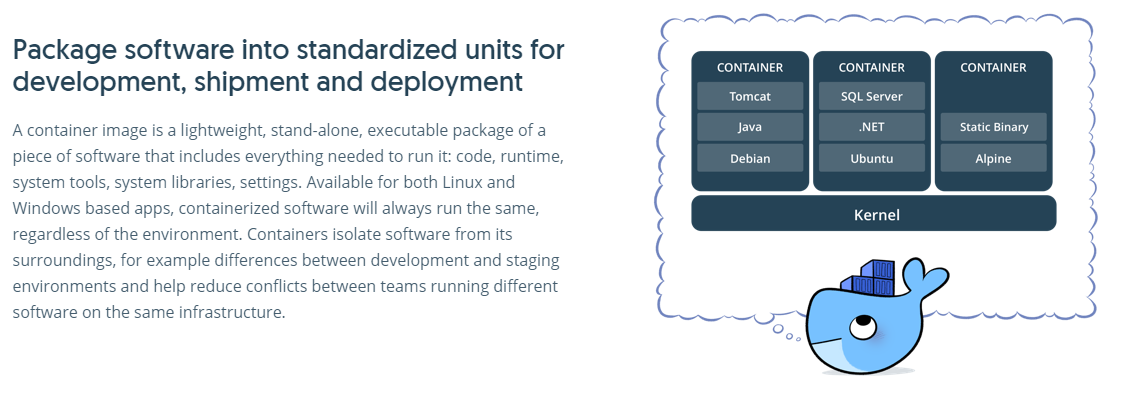 Package software into standardized units for
development, shipment and deployment
A container image is a lightweight, stand-alone, executable package of a
piece of software that includes everything needed to run it: code, runtime,
system tools, system libraries, settings. Available for both Linux and
Windows based apps, containerized software will always run the same,
regardless of the environment. Containers isolate software from its
surroundings, for example differences between development and staging
environments and help reduce conflicts between teams running different
software on the same infrastructure.
CONTAINER
Tomcat
Java
Debian
CONTAINER
SQL Server
.NET
Ubuntu
CONTAINER
Static Binary
Alpine
Kernel